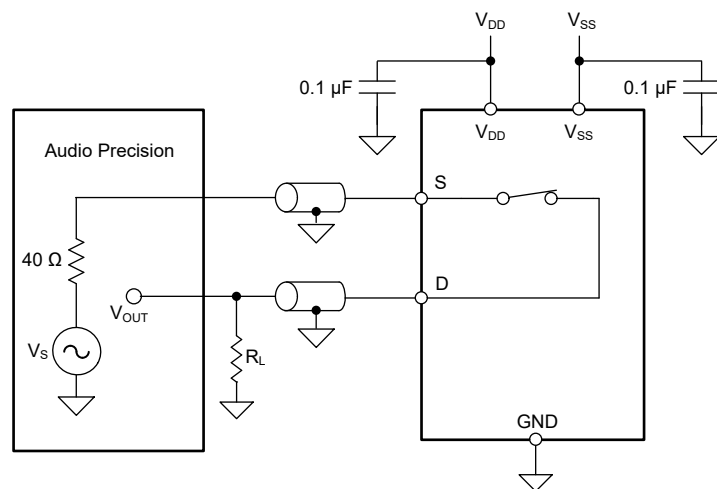 V_DD V_SS
0.1 µF 0.1 µF
V_DD V_SS
Audio Precision
S
40 Ω
D
V_OUT
V_S
R_L
GND